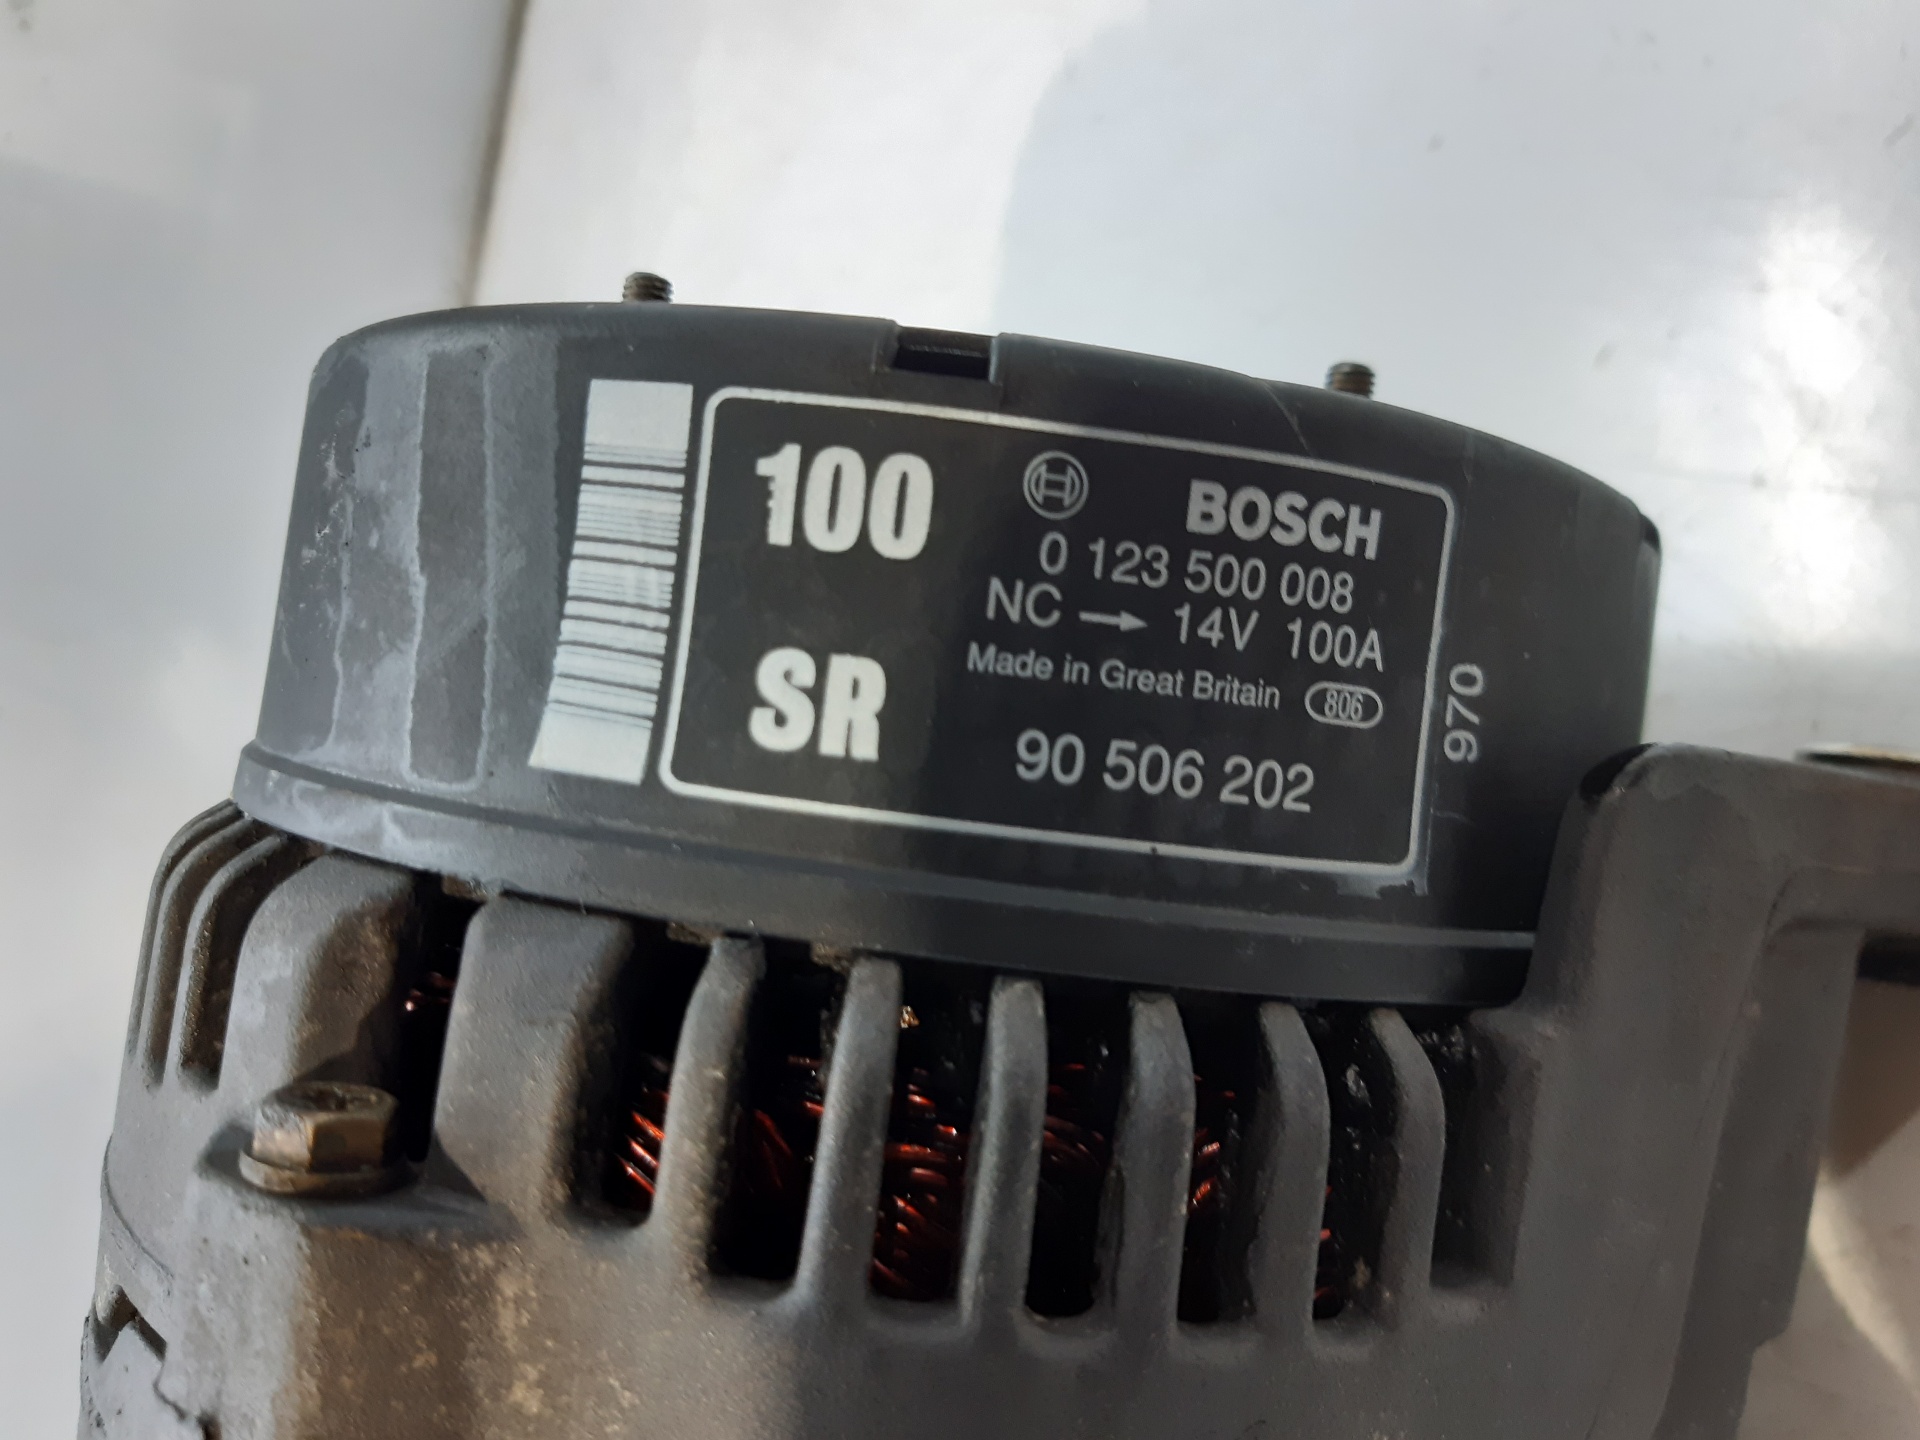 100
SR
BOSCH
0 123 500 008
NC → 14V 100A
Made in Great Britain 806
90 506 202
970